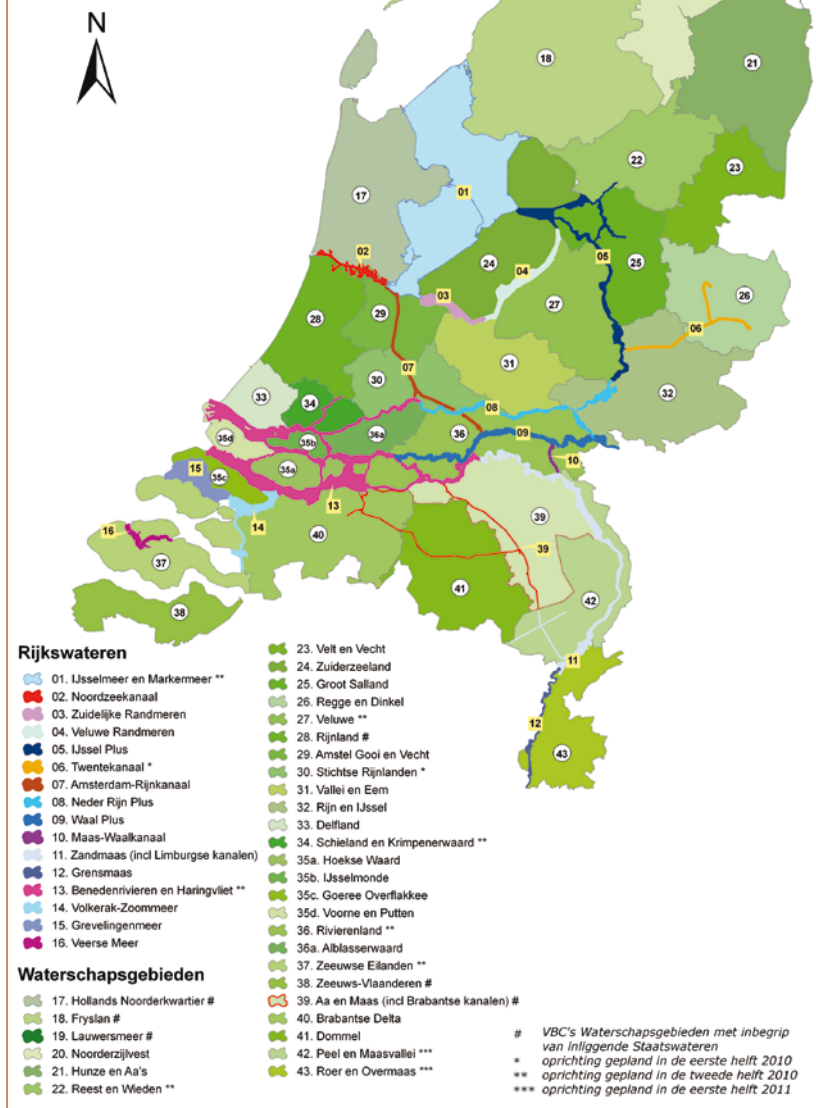 N
18
21
22
23
17
01
02
24
04
05
25
03
27
26
29
28
06
07
31
30
32
33
34
08
35d
35b
36a
36
09
35a
10
15
35c
13
16
14
40
39
39
37
41
42
38
11
12
43
Rijkswateren
01. IJsselmeer en Markermeer **
02. Noordzeekanaal
03. Zuidelijke Randmeren
04. Veluwe Randmeren
05. IJssel Plus
06. Twentekanaal *
07. Amsterdam-Rijnkanaal
08. Neder Rijn Plus
09. Waal Plus
10. Maas-Waalkanaal
11. Zandmaas (incl Limburgse kanalen)
12. Grensmaas
13. Benedenrivieren en Haringvliet **
14. Volkerak-Zoommeer
15. Grevelingenmeer
16. Veerse Meer
Waterschapsgebieden
17. Hollands Noorderkwartier #
18. Fryslan #
19. Lauwersmeer #
20. Noorderzijlvest
21. Hunze en Aa's
22. Reest en Wieden **
23. Velt en Vecht
24. Zuiderzeeland
25. Groot Salland
26. Regge en Dinkel
27. Veluwe **
28. Rijnland #
29. Amstel Gooi en Vecht
30. Stichtse Rijnlanden *
31. Vallei en Eem
32. Rijn en IJssel
33. Delfland
34. Schieland en Krimpenerwaard **
35a. Hoekse Waard
35b. IJsselmonde
35c. Goeree Overflakkee
35d. Voorne en Putten
36. Rivierenland **
36a. Alblasserwaard
37. Zeeuwse Eilanden **
38. Zeeuws-Vlaanderen #
39. Aa en Maas (incl Brabantse kanalen) #
40. Brabantse Delta
41. Dommel
42. Peel en Maasvallei ***
43. Roer en Overmaas ***
# VBC's Waterschapsgebieden met inbegrip
van inliggende Staatswateren
* oprichting gepland in de eerste helft 2010
** oprichting gepland in de tweede helft 2010
*** oprichting gepland in de eerste helft 2011